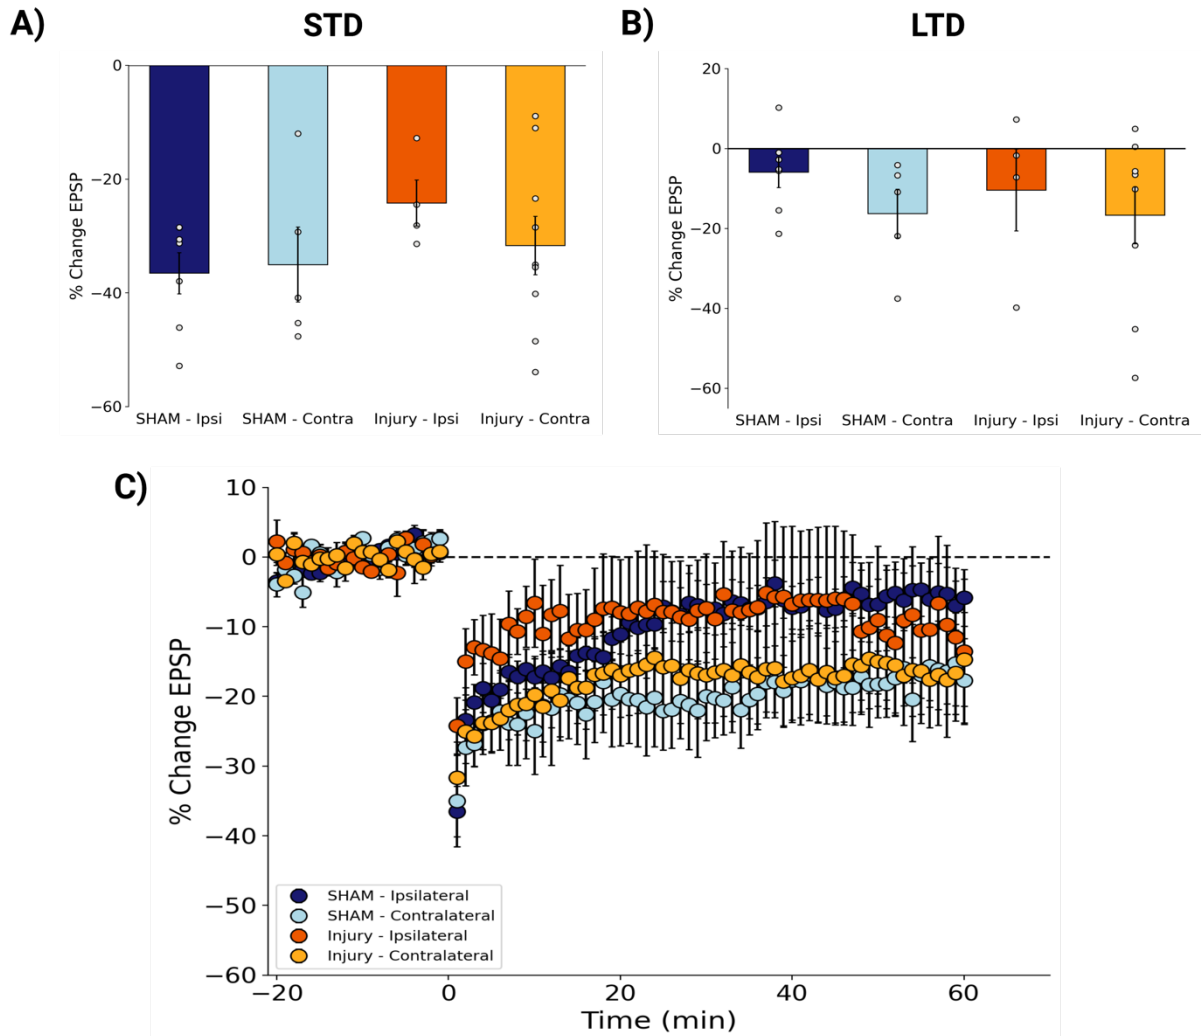 A)
STD
0
−20
−40
−60
% Change EPSP
SHAM - Ipsi
SHAM - Contra
Injury - Ipsi
Injury - Contra
B)
LTD
20
0
−20
−40
−60
% Change EPSP
SHAM - Ipsi
SHAM - Contra
Injury - Ipsi
Injury - Contra
C)
10
0
−10
−20
−30
−40
−50
−60
% Change EPSP
SHAM - Ipsilateral
SHAM - Contralateral
Injury - Ipsilateral
Injury - Contralateral
−20 0 20 40 60
Time (min)